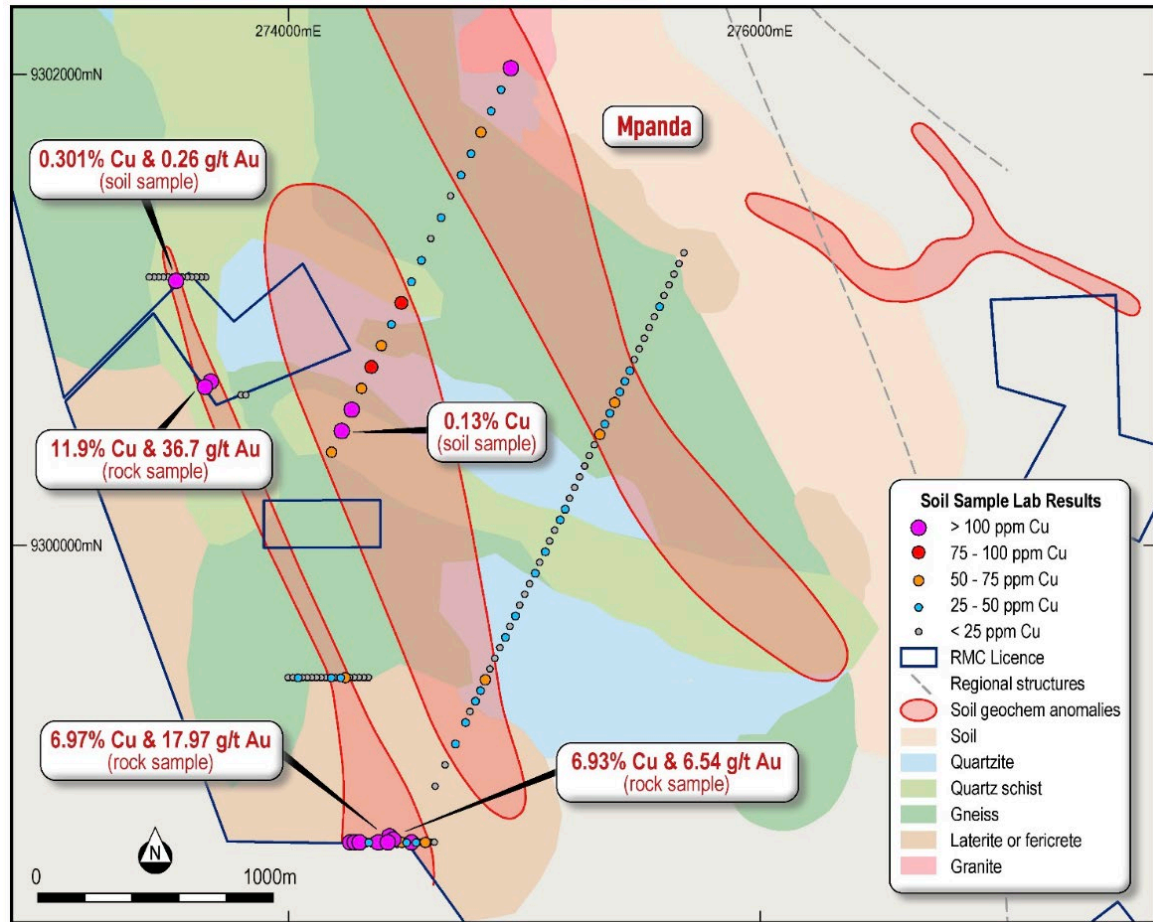 274000mE
276000mE
9302000mN
Mpanda
0.301% Cu & 0.26 g/t Au
(soil sample)
11.9% Cu & 36.7 g/t Au
(rock sample)
0.13% Cu
(soil sample)
9300000mN
6.97% Cu & 17.97 g/t Au
(rock sample)
6.93% Cu & 6.54 g/t Au
(rock sample)
N
0
1000m
Soil Sample Lab Results
> 100 ppm Cu
75 - 100 ppm Cu
50 - 75 ppm Cu
25 - 50 ppm Cu
< 25 ppm Cu
RMC Licence
Regional structures
Soil geochem anomalies
Soil
Quartzite
Quartz schist
Gneiss
Laterite or fericrete
Granite